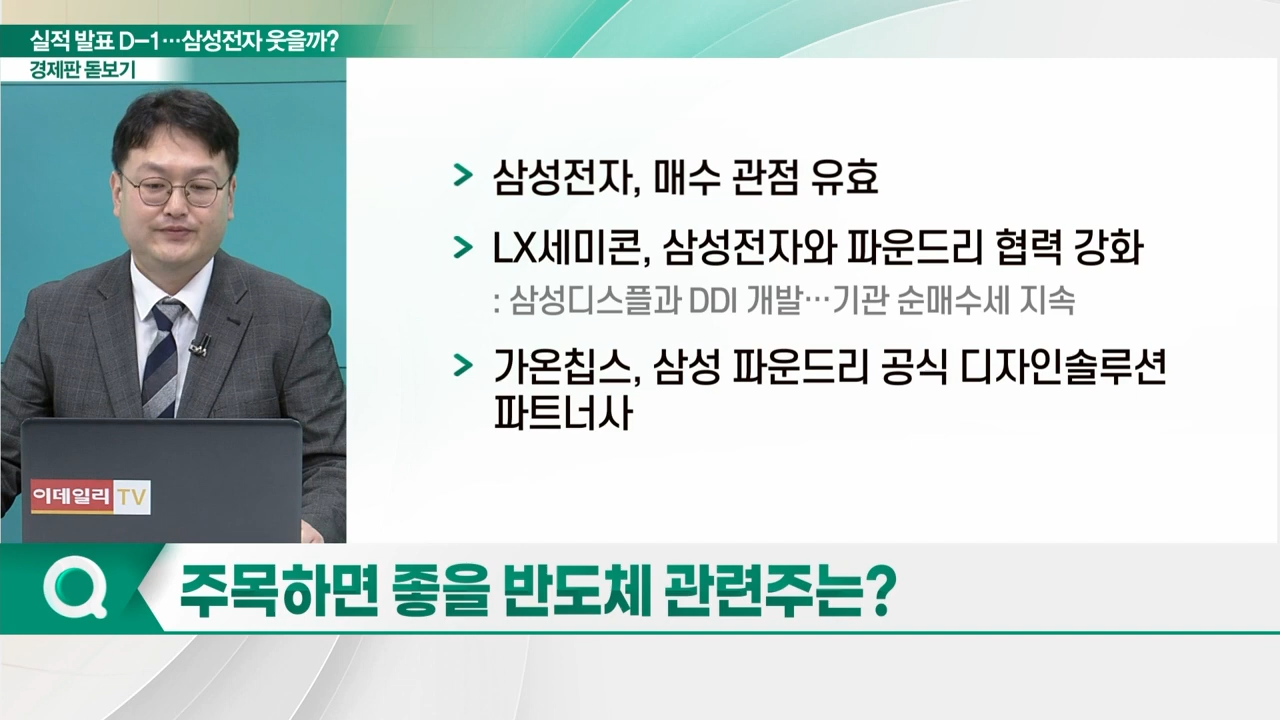 실적 발표 D-1…삼성전자 웃을까?
경제판 돋보기
> 삼성전자, 매수 관점 유효
> LX세미콘, 삼성전자와 파운드리 협력 강화
: 삼성디스플과 DDI 개발…기관 순매수세 지속
> 가온칩스, 삼성 파운드리 공식 디자인솔루션
파트너사
이데일리 TV
Q 주목하면 좋을 반도체 관련주는?